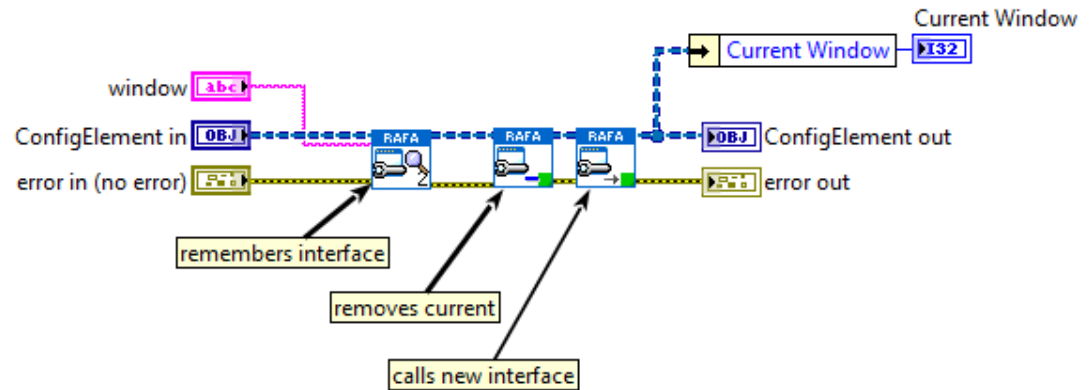 Current Window
Current Window
I32
window
abc
RAFA
RAFA
RAFA
ConfigElement in
OBJ
OBJ
ConfigElement out
2
error in (no error)
error out
remembers interface
removes current
calls new interface